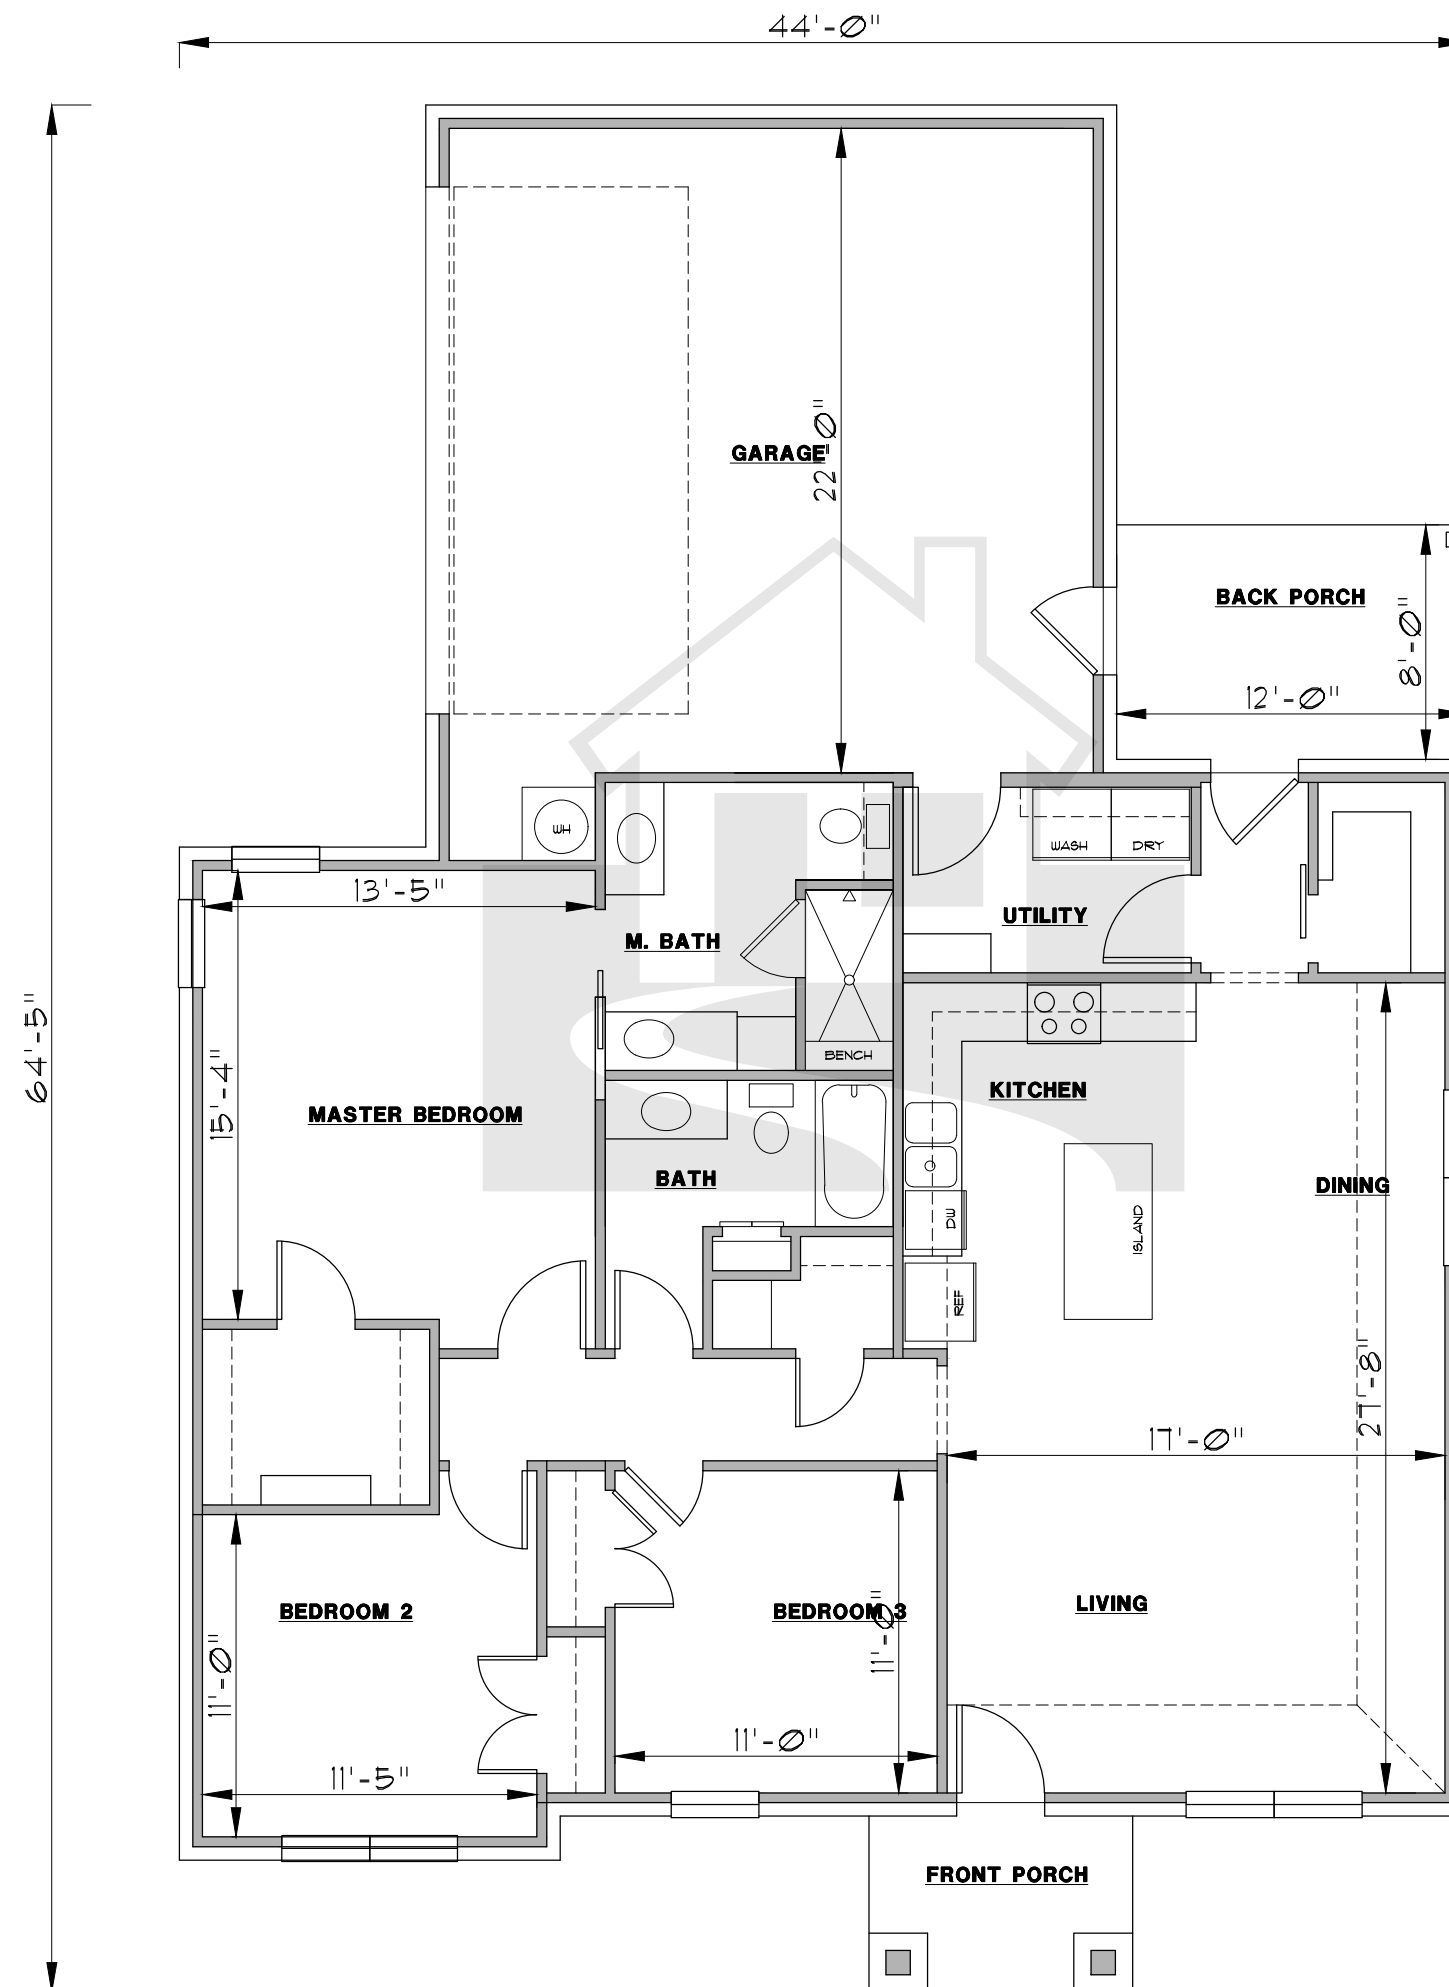 44'-0"
GARAGE
22'-0"
BACK PORCH
8'-0"
12'-0"
WH
WASH
DRY
13'-5"
UTILITY
M. BATH
64'-5"
15'-4"
BENCH
KITCHEN
MASTER BEDROOM
BATH
DINING
DW
ISLAND
REF
27'-8"
17'-0"
BEDROOM 2
BEDROOM 3
LIVING
11'-0"
11'-0"
11'-0"
11'-5"
FRONT PORCH